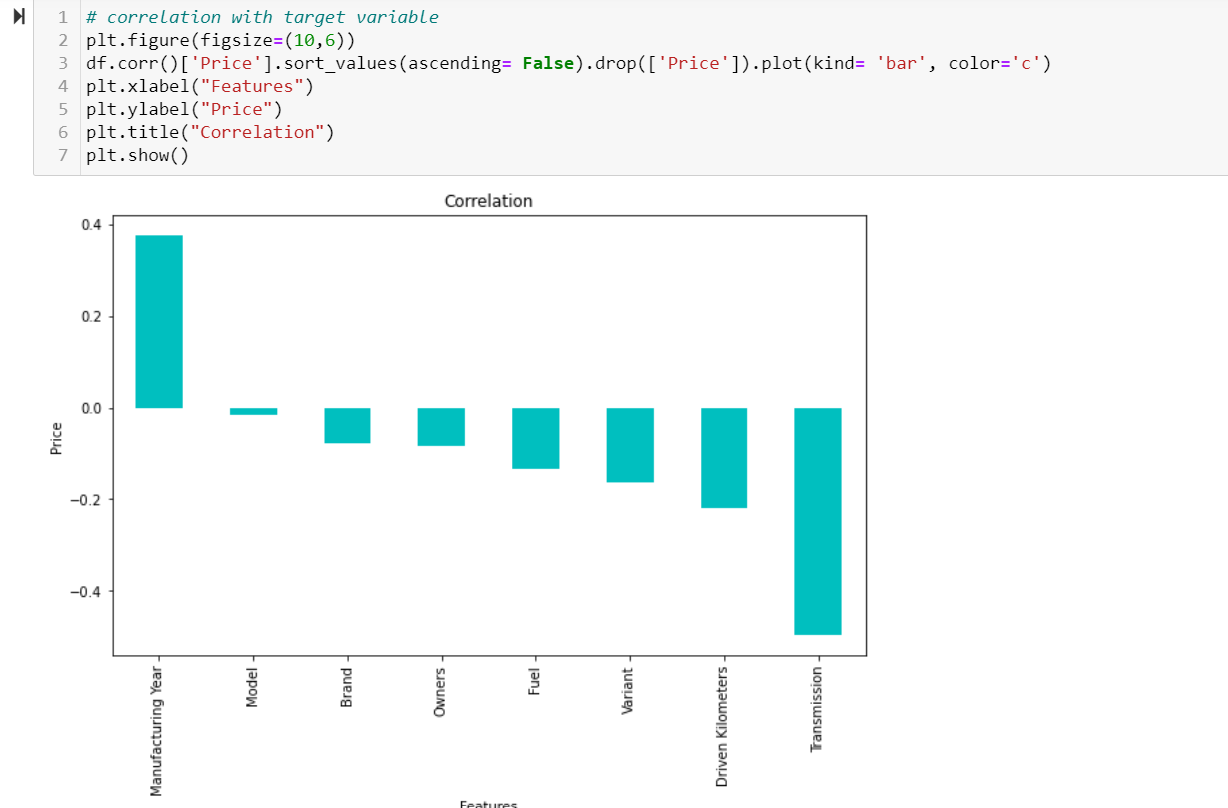 1 # correlation with target variable
2 plt.figure(figsize=(10,6))
3 df.corr()['Price'].sort_values(ascending= False).drop(['Price']).plot(kind= 'bar', color='c')
4 plt.xlabel("Features")
5 plt.ylabel("Price")
6 plt.title("Correlation")
7 plt.show()
Correlation
0.4
0.2
0.0
−0.2
−0.4
Price
Manufacturing Year
Model
Brand
Owners
Fuel
Variant
Driven Kilometers
Transmission
Features